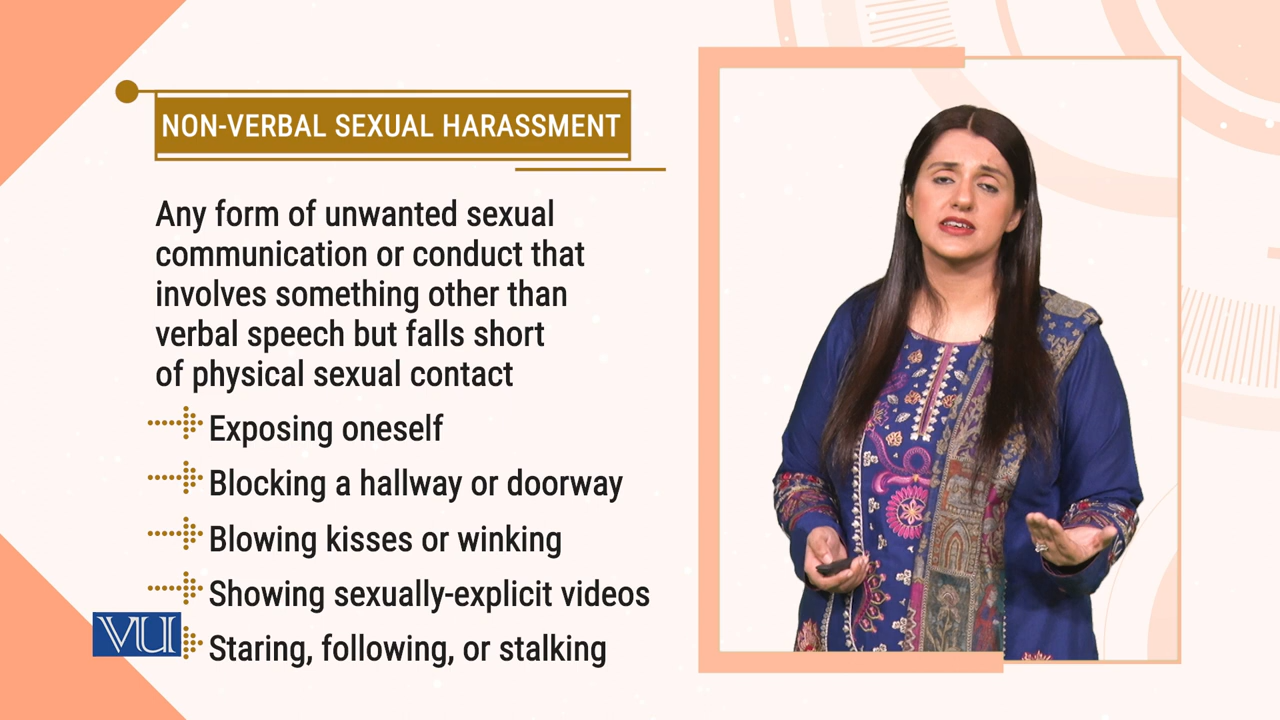 NON-VERBAL SEXUAL HARASSMENT
Any form of unwanted sexual
communication or conduct that
involves something other than
verbal speech but falls short
of physical sexual contact
Exposing oneself
Blocking a hallway or doorway
Blowing kisses or winking
Showing sexually-explicit videos
Staring, following, or stalking
VU